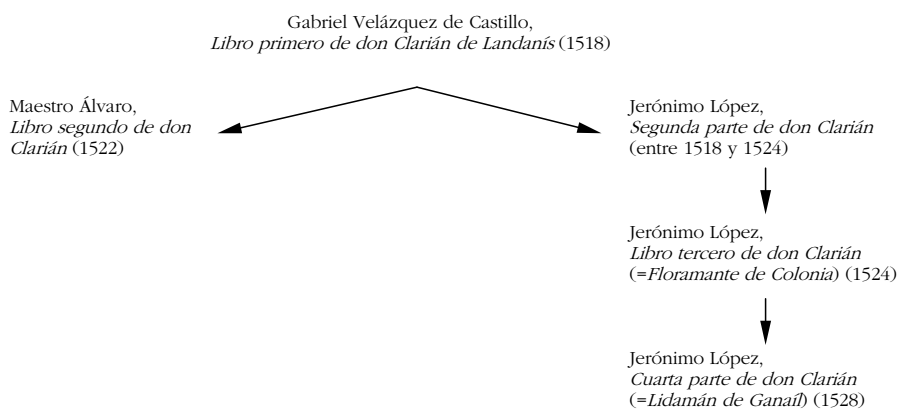 Gabriel Velázquez de Castillo,
Libro primero de don Clarián de Landanís (1518)
Maestro Álvaro,
Libro segundo de don
Clarián (1522)
Jerónimo López,
Segunda parte de don Clarián
(entre 1518 y 1524)
Jerónimo López,
Libro tercero de don Clarián
(=Floramante de Colonia) (1524)
Jerónimo López,
Cuarta parte de don Clarián
(=Lidamán de Ganaíl) (1528)